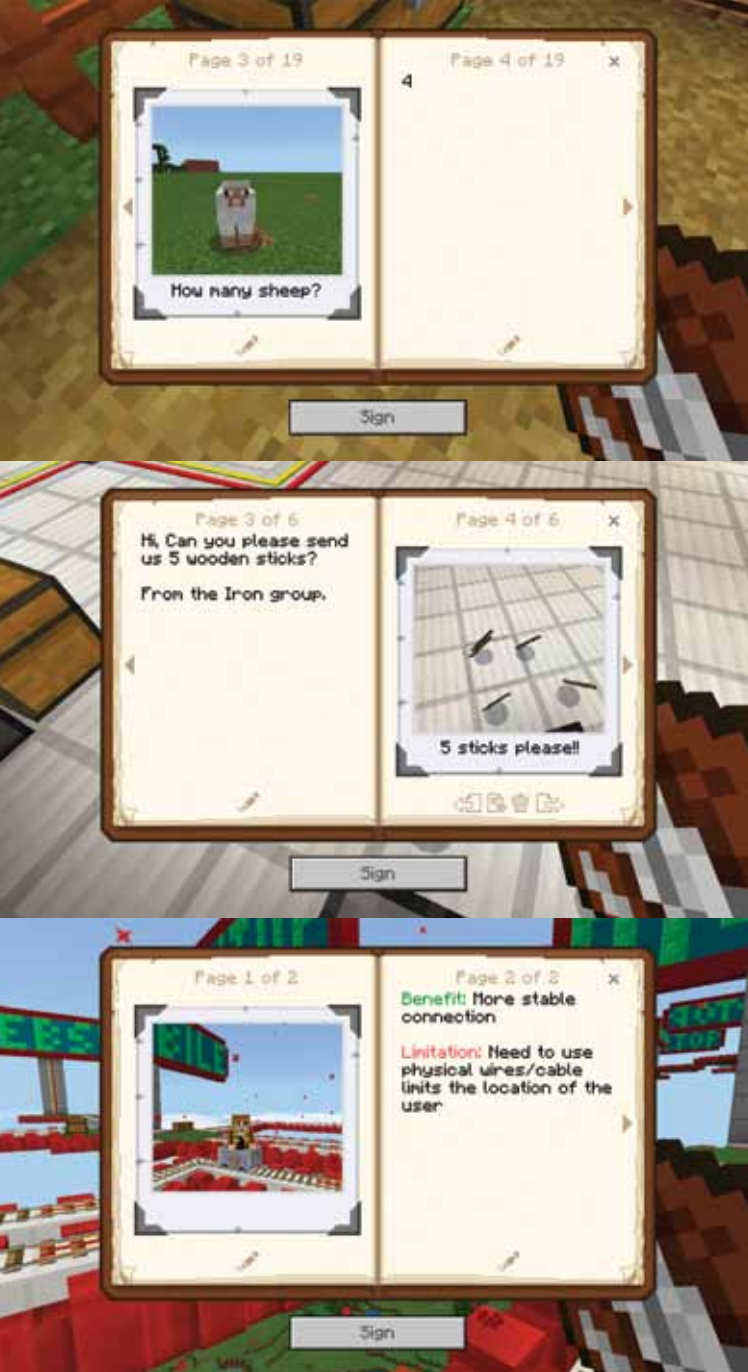 Page 3 of 19
How many sheep?
Page 4 of 19
4
Sign
Page 3 of 6
Hi, Can you please send
us 5 wooden sticks?
From the Iron group.
Page 4 of 6
5 sticks please!!
Sign
EBS
BILE
Page 1 of 2
Page 2 of 2
Benefit: More stable
connection
Limitation: Need to use
physical wires/cable
limits the location of the
user
TOP
Sign